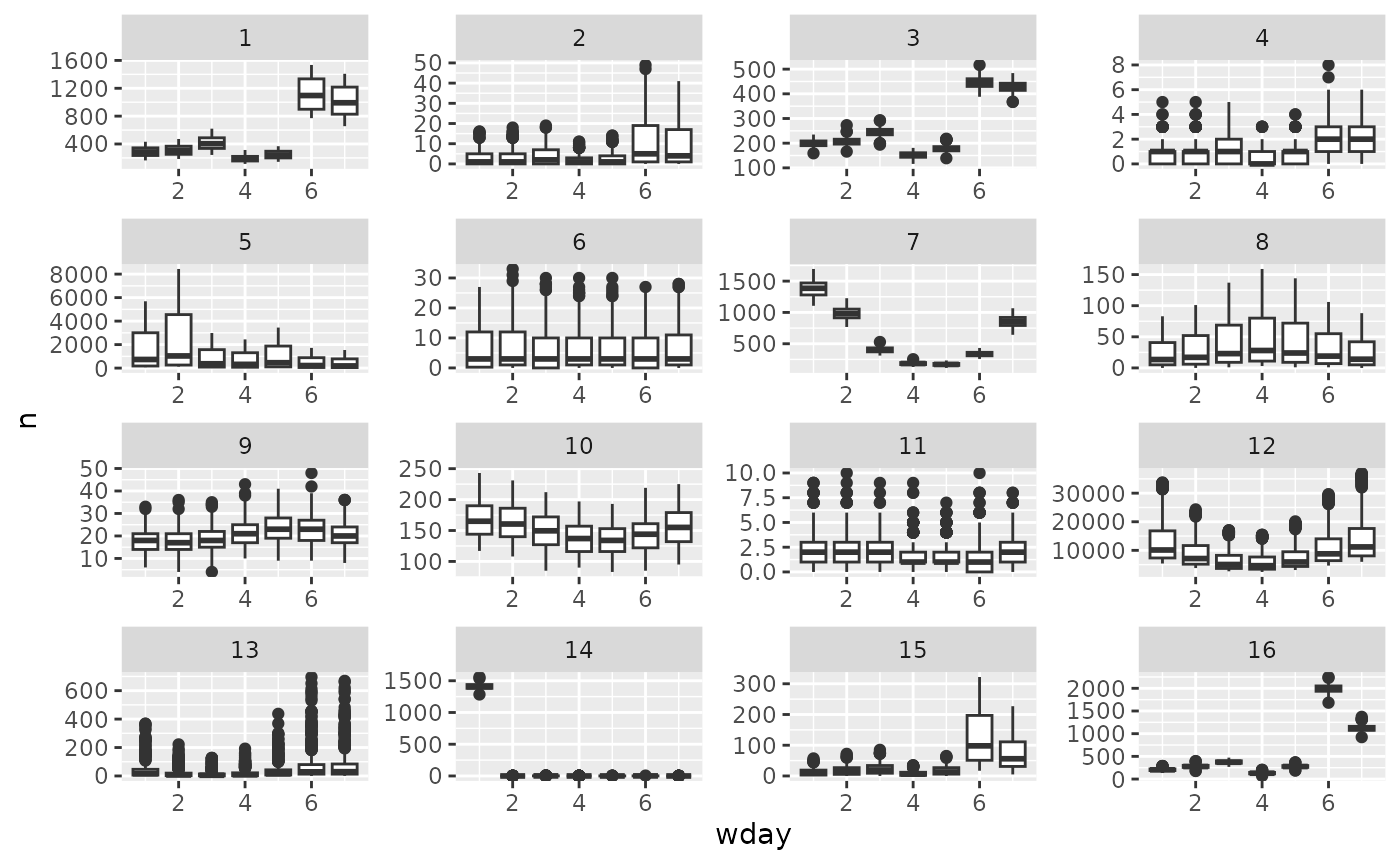 1 2 3 4
1600 50 500 8
1200 40 400 6
800 30 300 4
400 20 200 2
10 100 0
0
2 4 6 2 4 6 2 4 6 2 4 6
5 6 7 8
8000 30 1500 150
6000 20 1000 100
4000 10 500 50
2000 0 0
0
2 4 6 2 4 6 2 4 6 2 4 6
n
9 10 11 12
50 250 10.0 30000
40 200 7.5 20000
30 150 5.0 10000
20 100 2.5
10 0.0
2 4 6 2 4 6 2 4 6 2 4 6
13 14 15 16
600 1500 300 2000
400 1000 200 1500
200 500 100 1000
0 0 0 500
0
2 4 6 2 4 6 2 4 6 2 4 6
wday